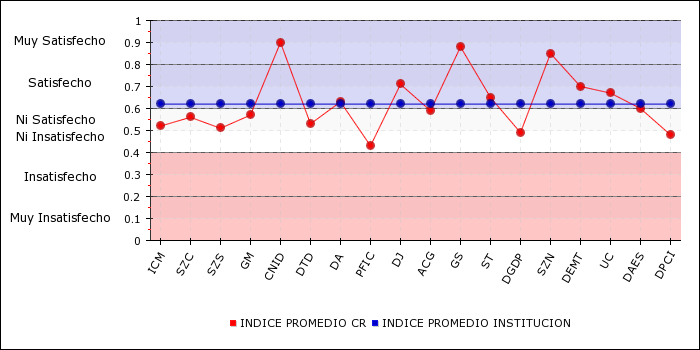 1
0.9
0.8
0.7
0.6
0.5
0.4
0.3
0.2
0.1
0
Muy Satisfecho
Satisfecho
Ni Satisfecho
Ni Insatisfecho
Insatisfecho
Muy Insatisfecho
ICM
SZC
SZS
GM
CNID
DTD
DA
PFIC
DJ
ACG
GS
ST
DGDP
SZN
DEMT
UC
DAES
DPCI
INDICE PROMEDIO CR
INDICE PROMEDIO INSTITUCION